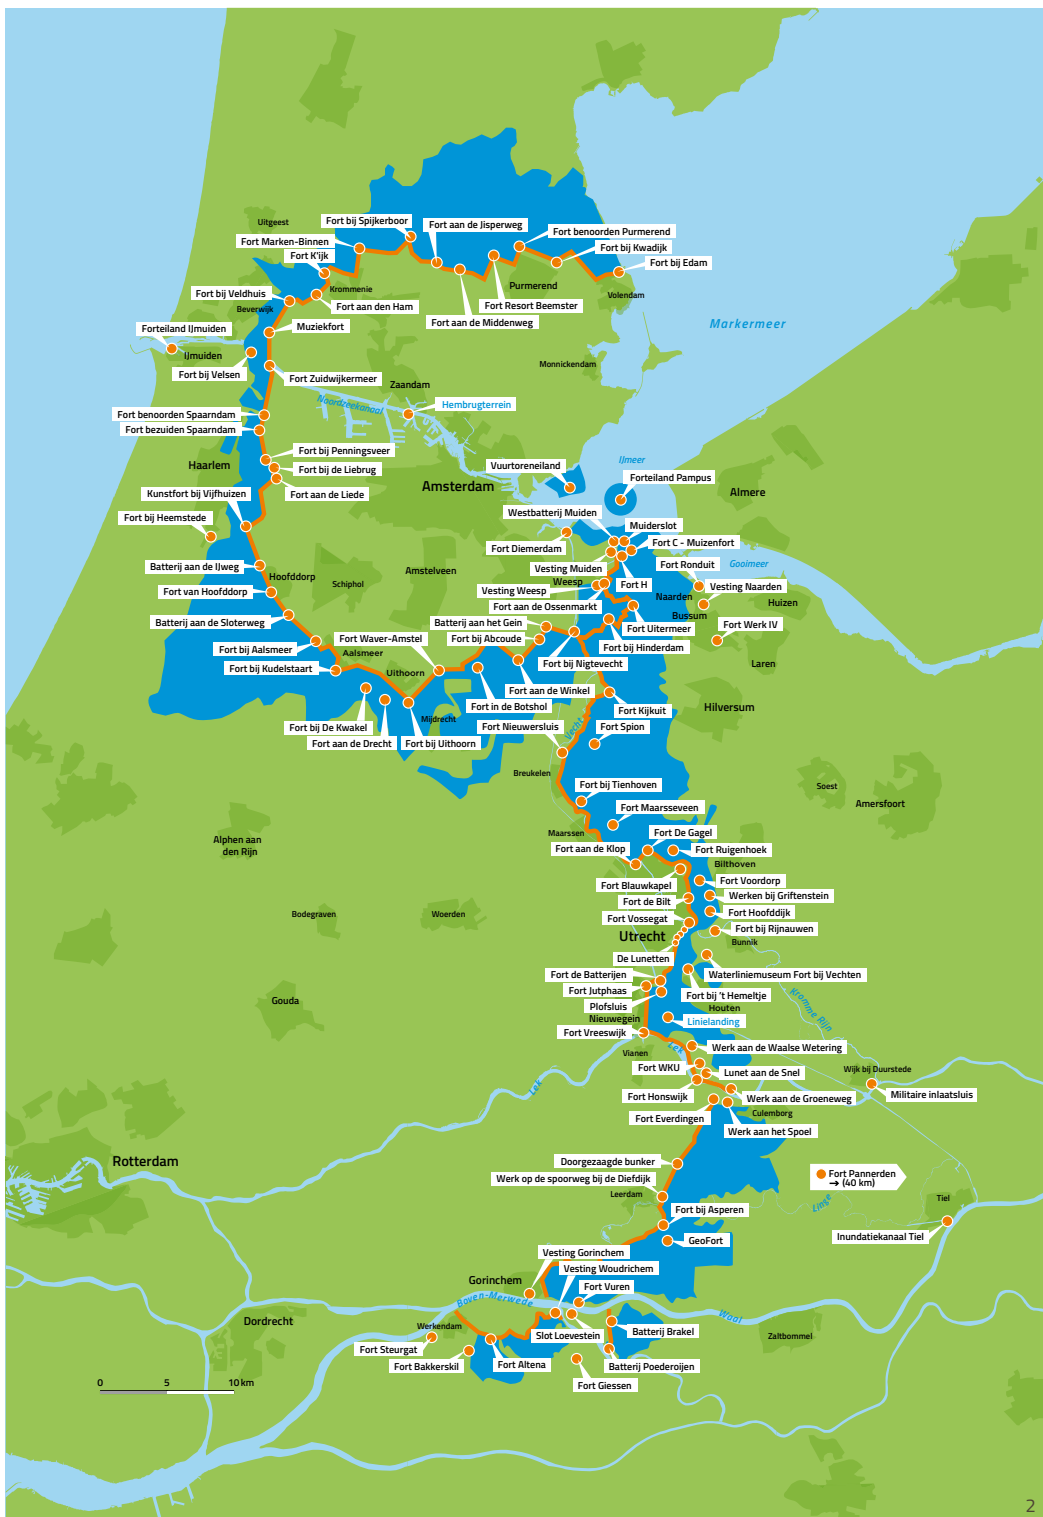 Uitgeest
Fort bij Spijkerboor
Fort aan de Jisperweg
Fort benoorden Purmerend
Fort Marken-Binnen
Fort bij Kwadijk
Fort K'ijk
Fort bij Edam
Krommenie
Purmerend
Fort bij Veldhuis
Volendam
Fort aan den Ham
Fort Resort Beemster
Beverwijk
Fort aan de Middenweg
Markermeer
Forteiland IJmuiden
Muziekfort
IJmuiden
Monnickendam
Fort bij Velsen
Fort Zuidwijkermeer
Zaandam
Noordzeekanaal
Hembrugterrein
Fort benoorden Spaarndam
Fort bezuiden Spaarndam
Fort bij Penningsveer
IJmeer
Haarlem
Fort bij de Liebrug
Vuurtoreneiland
Forteiland Pampus
Amsterdam
Almere
Kunstfort bij Vijfhuizen
Fort aan de Liede
Westbatterij Muiden
Fort bij Heemstede
Muiderslot
Fort Diemerdam
Fort C - Muizenfort
Batterij aan de IJweg
Vesting Muiden
Fort Ronduit
Gooimeer
Hoofddorp
Schiphol
Amstelveen
Weesp
Fort H
Vesting Naarden
Fort van Hoofddorp
Vesting Weesp
Naarden
Huizen
Fort aan de Ossenmarkt
Bussum
Batterij aan de Sloterweg
Batterij aan het Gein
Fort Uitermeer
Fort Werk IV
Fort Waver-Amstel
Fort bij Abcoude
Fort bij Hinderdam
Fort bij Aalsmeer
Aalsmeer
Fort bij Nigtevecht
Laren
Fort bij Kudelstaart
Uithoorn
Fort aan de Winkel
Fort in de Botshol
Fort Kijkuit
Hilversum
Mijdrecht
Fort bij De Kwakel
Fort Nieuwersluis
Vecht
Fort Spion
Fort aan de Drecht
Fort bij Uithoorn
Breukelen
Fort bij Tienhoven
Soest
Amersfoort
Fort Maarsseveen
Maarssen
Fort De Gagel
Alphen aan
den Rijn
Fort aan de Klop
Fort Ruigenhoek
Bilthoven
Fort Blauwkapel
Fort Voordorp
Fort de Bilt
Werken bij Griftenstein
Bodegraven
Woerden
Fort Vossegat
Fort Hoofddijk
Fort bij Rijnauwen
Utrecht
Bunnik
De Lunetten
Fort de Batterijen
Waterliniemuseum Fort bij Vechten
Fort Jutphaas
Fort bij 't Hemeltje
Kromme Rijn
Gouda
Plofsluis
Houten
Nieuwegein
Linielanding
Fort Vreeswijk
Lek
Werk aan de Waalse Wetering
Vianen
Fort WKU
Lunet aan de Snel
Wijk bij Duurstede
Lek
Fort Honswijk
Werk aan de Groeneweg
Militaire inlaatsluis
Fort Everdingen
Culemborg
Werk aan het Spoel
Rotterdam
Doorgezaagde bunker
Fort Pannerden
→ (40 km)
Werk op de spoorweg bij de Diefdijk
Leerdam
Linge
Tiel
Fort bij Asperen
Inundatiekanaal Tiel
GeoFort
Vesting Gorinchem
Vesting Woudrichem
Gorinchem
Fort Vuren
Boven-Merwede
Waal
Dordrecht
Werkendam
Slot Loevestein
Batterij Brakel
Zaltbommel
Fort Steurgat
Fort Bakkerskil
Fort Altena
Batterij Poederoijen
Fort Giessen
0 5 10 km
2